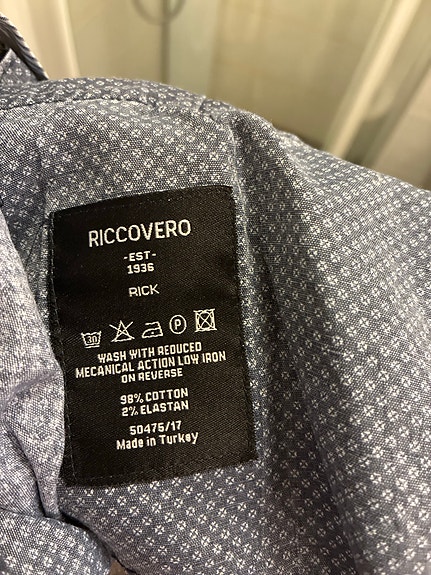 RICCOVERO
-EST-
1936
RICK
30 P
WASH WITH REDUCED
MECANICAL ACTION LOW IRON
ON REVERSE
98% COTTON
2% ELASTAN
50475/17
Made in Turkey